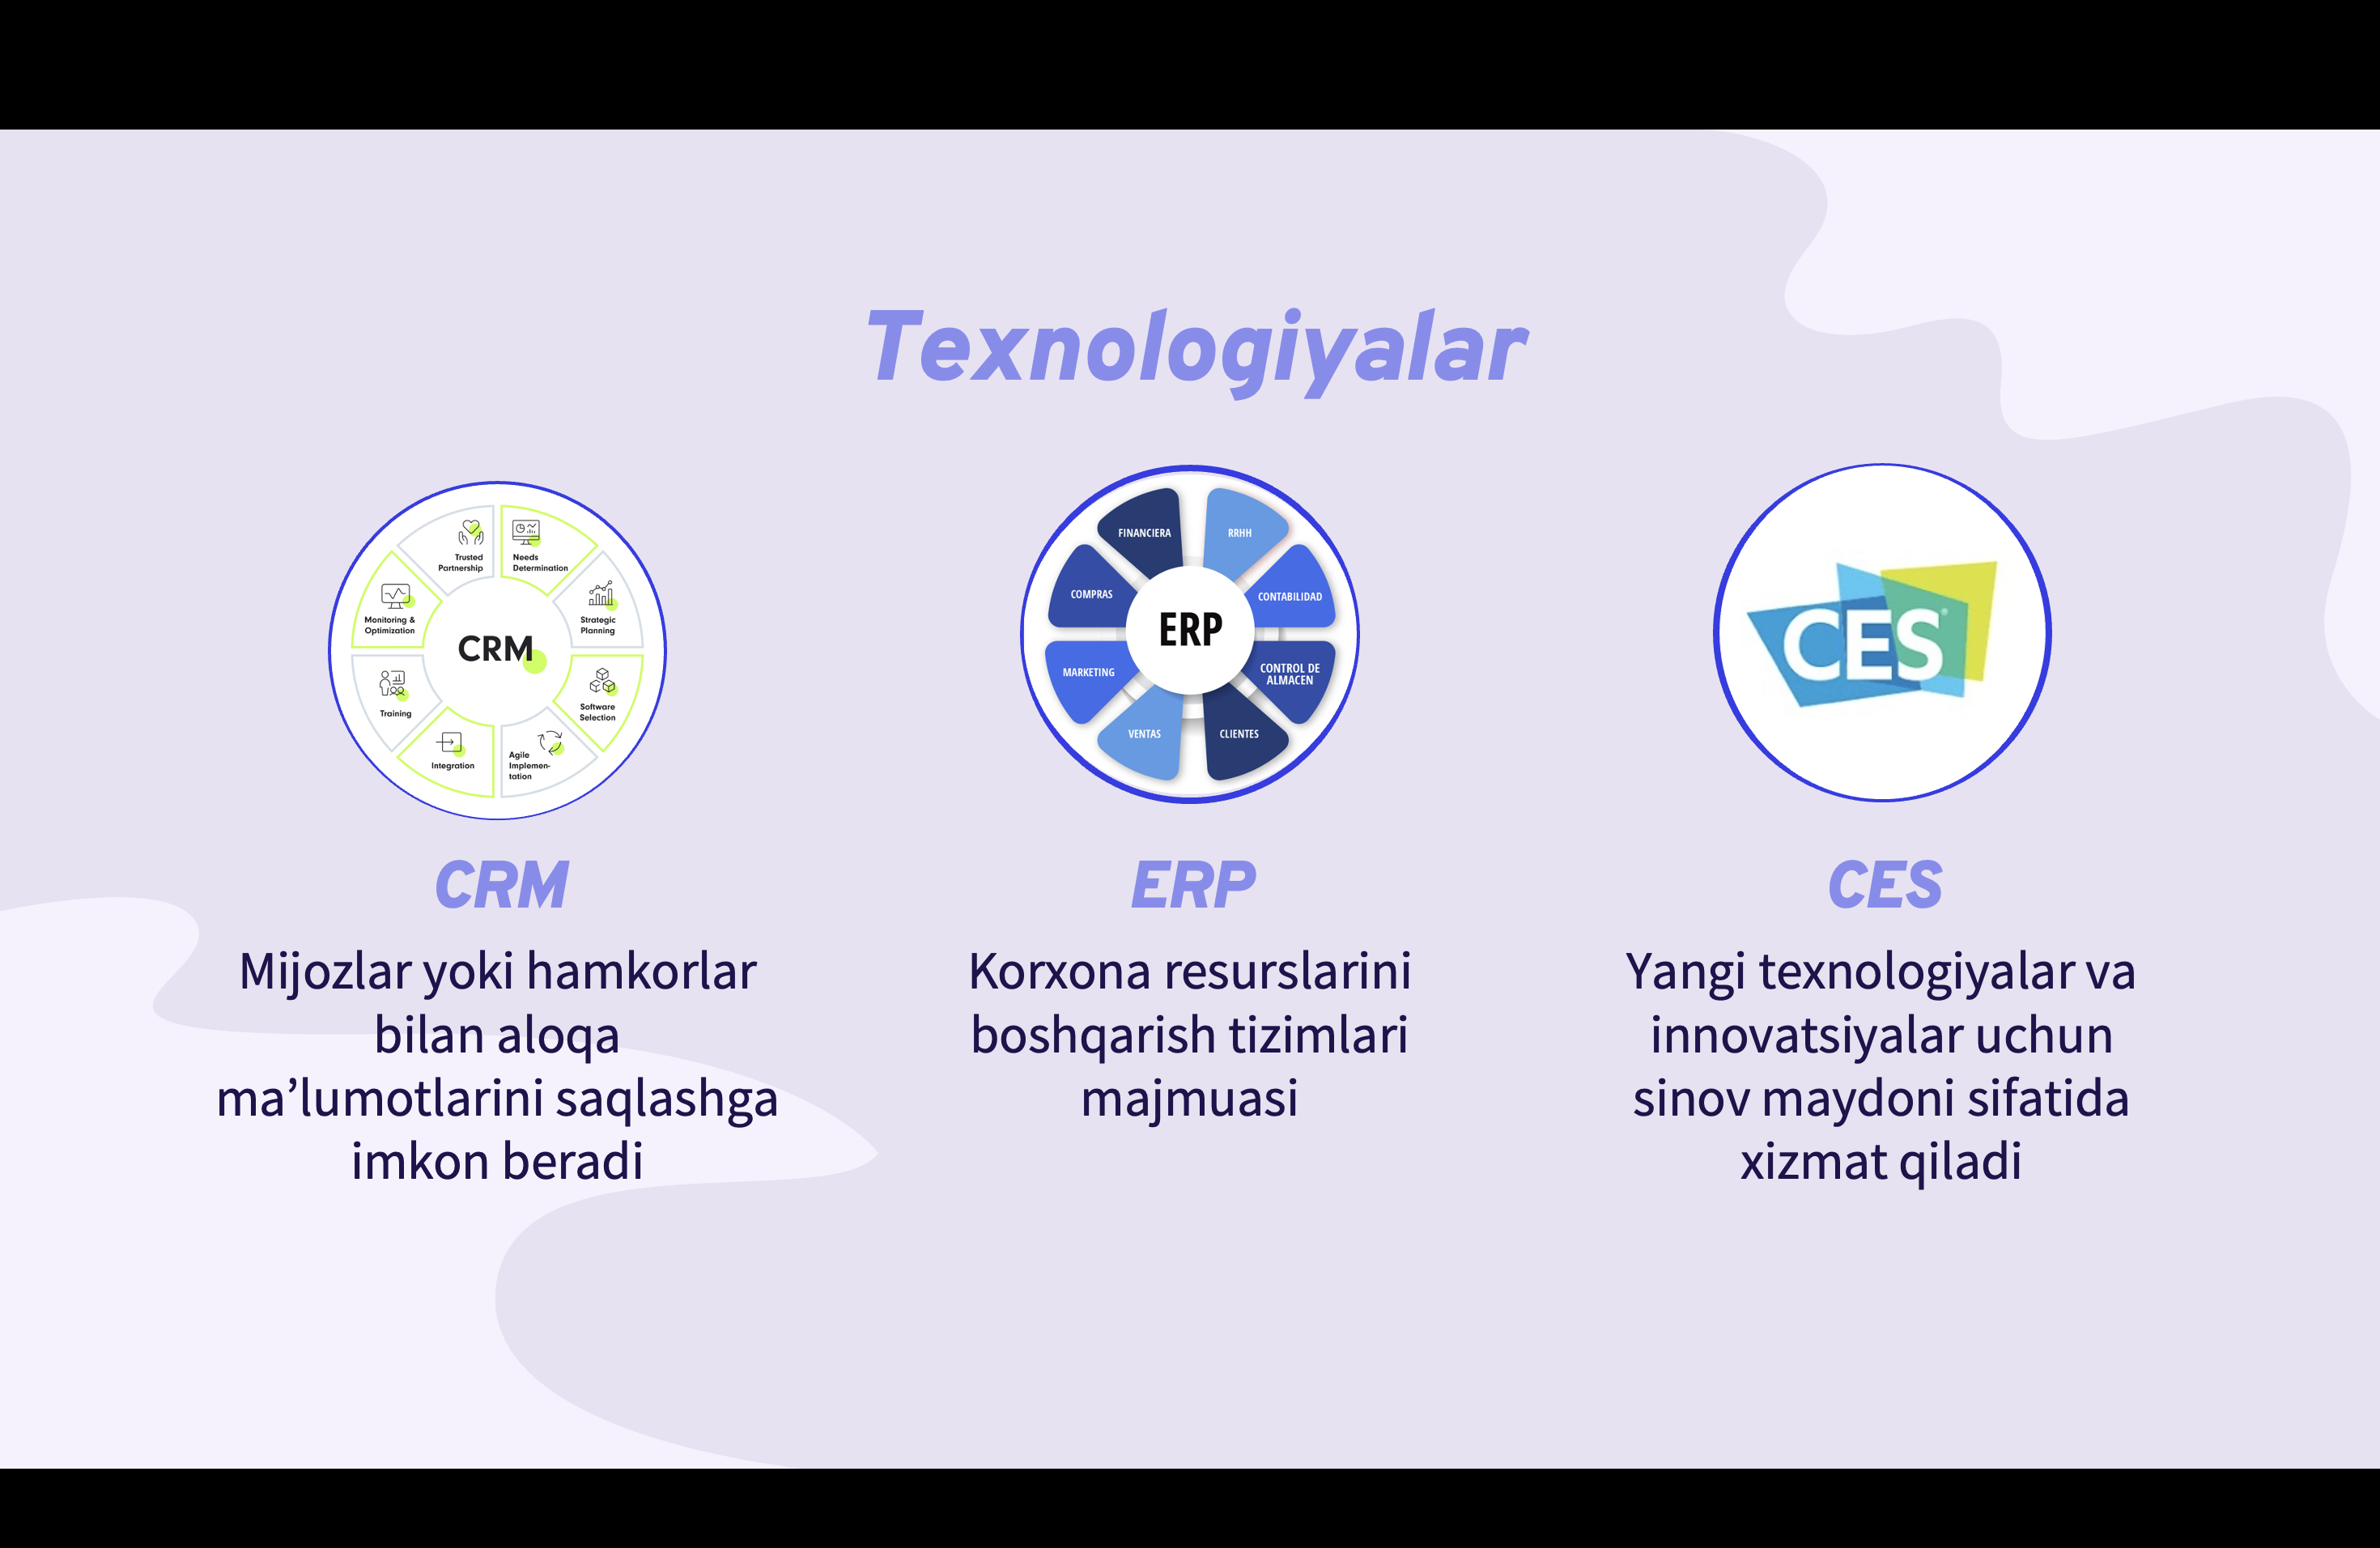 Texnologiyalar
Trusted
Partnership
Needs
Determination
Strategic
Planning
Software
Selection
Agile
Implemen-
tation
Integration
Training
Monitoring &
Optimization
CRM
FINANCIERA
RRHH
CONTABILIDAD
CONTROL DE
ALMACEN
CLIENTES
VENTAS
MARKETING
COMPRAS
ERP
CES
CRM
Mijozlar yoki hamkorlar
bilan aloqa
ma’lumotlarini saqlashga
imkon beradi
ERP
Korxona resurslarini
boshqarish tizimlari
majmuasi
CES
Yangi texnologiyalar va
innovatsiyalar uchun
sinov maydoni sifatida
xizmat qiladi